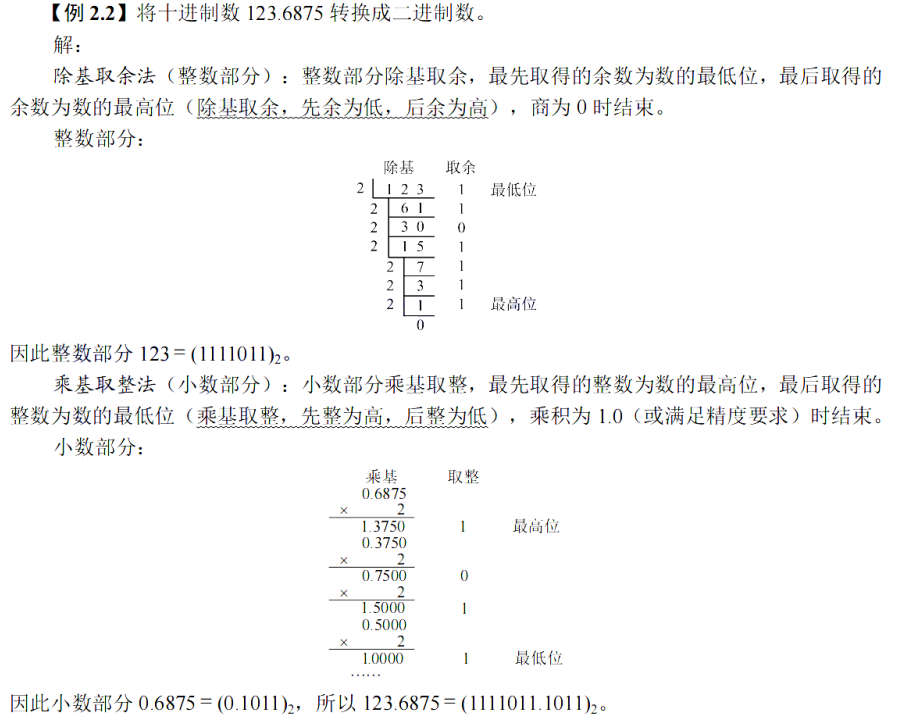 【例 2.2】将十进制数 123.6875 转换成二进制数。
解：
除基取余法（整数部分）：整数部分除基取余，最先取得的余数为数的最低位，最后取得的
余数为数的最高位（除基取余，先余为低，后余为高），商为 0 时结束。
整数部分：
除基 取余
2 1 2 3 1 最低位
2 6 1 1
2 3 0 0
2 1 5 1
2 7 1
2 3 1
2 1 1 最高位
0
因此整数部分 123 = (1111011)₂。
乘基取整法（小数部分）：小数部分乘基取整，最先取得的整数为数的最高位，最后取得的
整数为数的最低位（乘基取整，先整为高，后整为低），乘积为 1.0（或满足精度要求）时结束。
小数部分：
乘基 取整
0.6875
× 2
1.3750 1 最高位
0.3750
× 2
0.7500 0
× 2
1.5000 1
0.5000
× 2
1.0000 1 最低位
……
因此小数部分 0.6875 = (0.1011)₂，所以 123.6875 = (1111011.1011)₂。